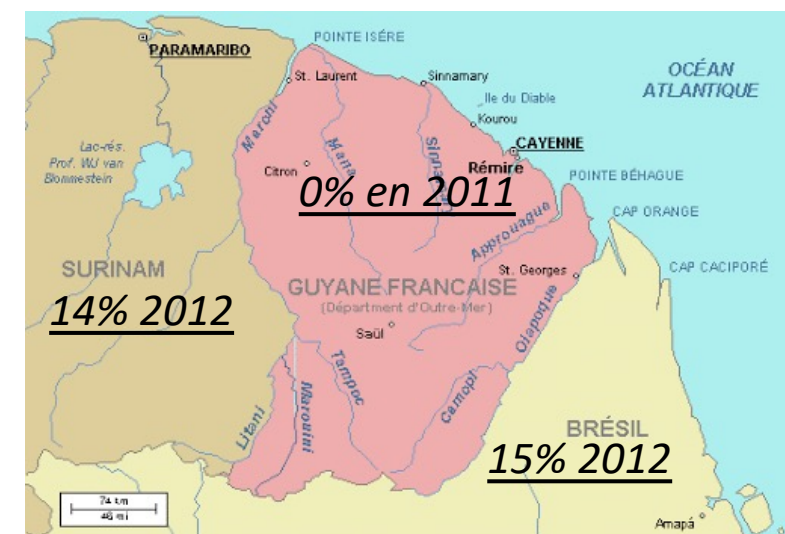 POINTE ISÉRE
PARAMARIBO
St. Laurent
Sinnamary
OCÉAN
ATLANTIQUE
Ile du Diable
Kourou
Maroni
Lac-rés.
Prof. WJ van
Blommestein
Citron
Mana
CAYENNE
Rémire
POINTE BÉHAGUE
0% en 2011
CAP ORANGE
Approuague
SURINAM
St. Georges
CAP CACIPORÉ
GUYANE FRANCAISE
(Départment d'Outre-Mer)
14% 2012
Saül
Oiapoque
Tampoc
Camopi
Marouini
Litani
BRÉSIL
15% 2012
74 km
46 mi
Amapá